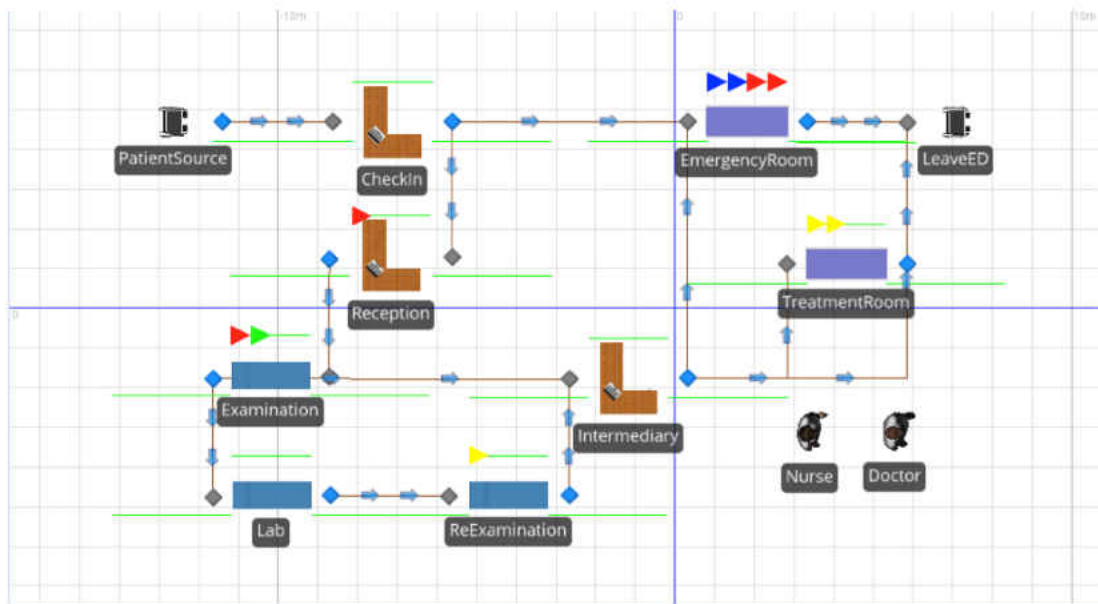 -10m
0
10m
PatientSource
CheckIn
EmergencyRoom
LeaveED
Reception
TreatmentRoom
0
Examination
Intermediary
Nurse
Doctor
Lab
ReExamination